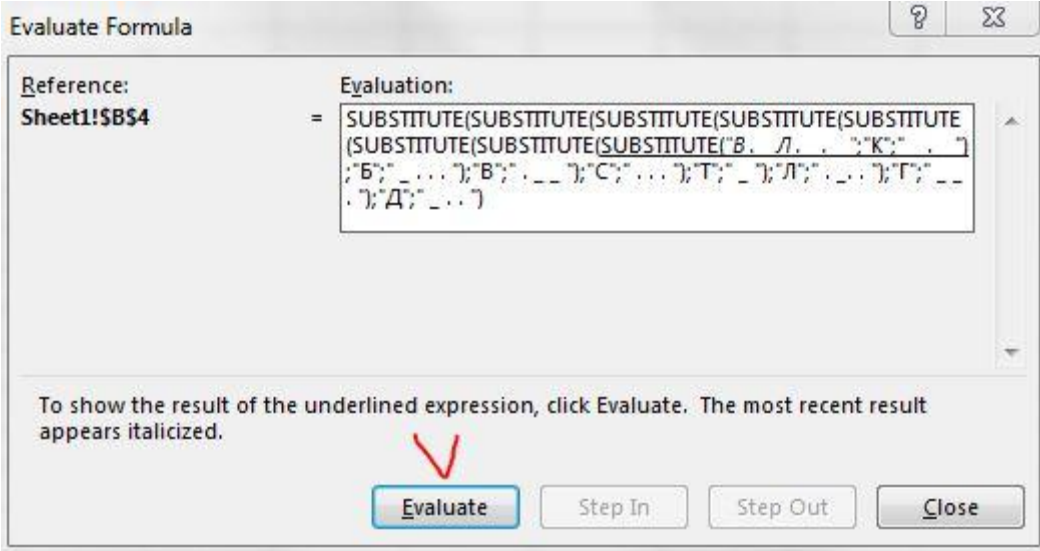 Evaluate Formula
Reference:
Evaluation:
Sheet1!$B$4
=
SUBSTITUTE(SUBSTITUTE(SUBSTITUTE(SUBSTITUTE(SUBSTITUTE
(SUBSTITUTE(SUBSTITUTE(SUBSTITUTE("В. Л. . ";"К";" . ")
;"Б";" _ . . . ");"В";" . _ _ ");"С";" . . . ");"Т";" _ ");"Л";" . _. . ");"Г";" _ _
. ");"Д";" _ . . ")
To show the result of the underlined expression, click Evaluate. The most recent result
appears italicized.
Evaluate
Step In
Step Out
Close